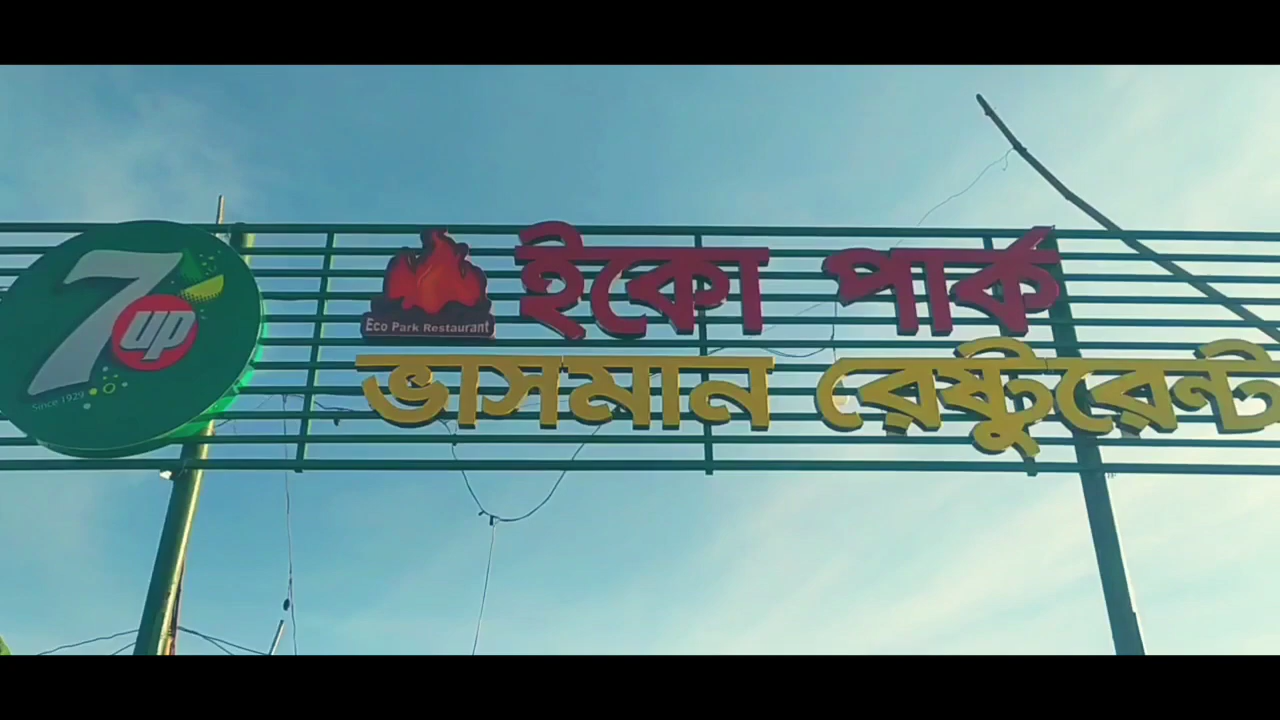 7up
Since 1929
Eco Park Restaurant
ইকো পার্ক
ভাসমান রেষ্টুরেন্ট